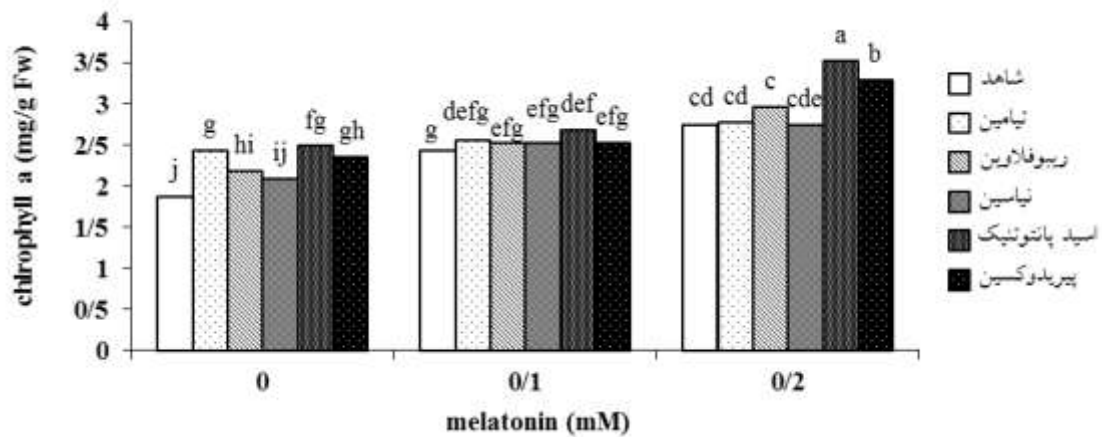 chlrophyll a (mg/g Fw)
4
3/5
3
2/5
2
1/5
1
0/5
0
j
g
hi
ij
fg
gh
g
defg
efg
efg
def
efg
cd
cd
c
cde
a
b
0
0/1
0/2
melatonin (mM)
شاهد
تیامین
ریبوفلاوین
نیاسین
اسید پانتوتنیک
پیریدوکسین